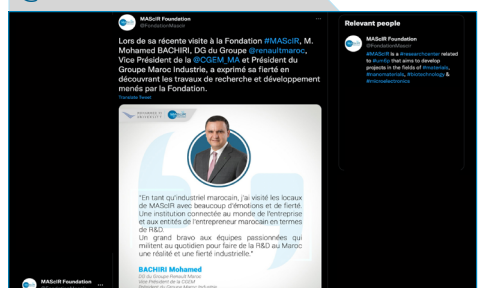 MAScIR Foundation
@FondationMascir
Lors de sa récente visite à la Fondation #MAScIR, M.
Mohamed BACHIRI, DG du Groupe @renaultmaroc,
Vice Président de la @CGEM_MA et Président du
Groupe Maroc Industrie, a exprimé sa fierté en
découvrant les travaux de recherche et développement
menés par la Fondation.
Translate Tweet
"En tant qu'industriel marocain, j'ai visité les locaux
de MAScIR avec beaucoup d'émotions et de fierté.
Une institution connectée au monde de l'entreprise
et aux entités de l'entrepreneur marocain en termes
de R&D.
Un grand bravo aux équipes passionnées qui
militent au quotidien pour faire de la R&D au Maroc
une réalité et une fierté industrielle."
BACHIRI Mohamed
DG du Groupe Renault Maroc
Vice Président de la CGEM
Président du Groupe Maroc Industrie
MAScIR Foundation
Relevant people
MAScIR Foundation
@FondationMascir
#MAScIR is a #researchcenter related
to #um6p that aims to develop
projects in the fields of #materials,
#nanomaterials, #biotechnology &
#microelectronics